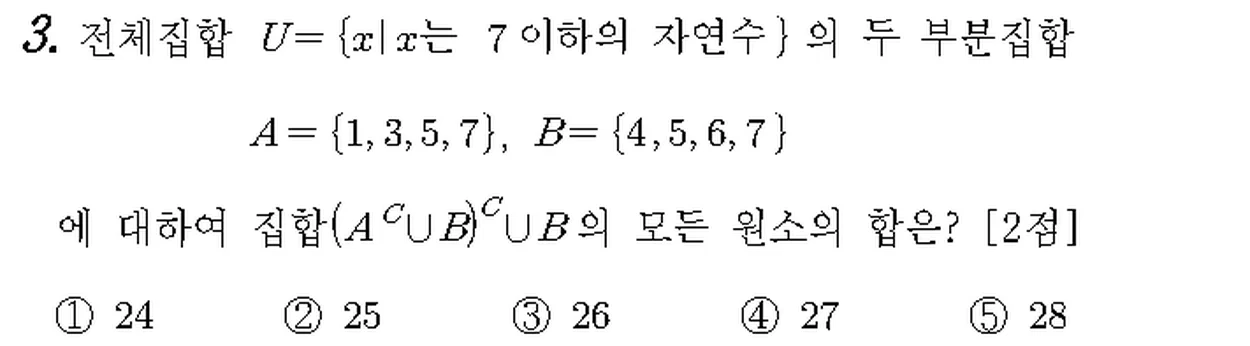 3. 전체집합 U={x|x는 7 이하의 자연수}의 두 부분집합
A={1, 3, 5, 7}, B={4, 5, 6, 7}
에 대하여 집합(A^C∪B)^C∪B의 모든 원소의 합은? [2점]
① 24 ② 25 ③ 26 ④ 27 ⑤ 28